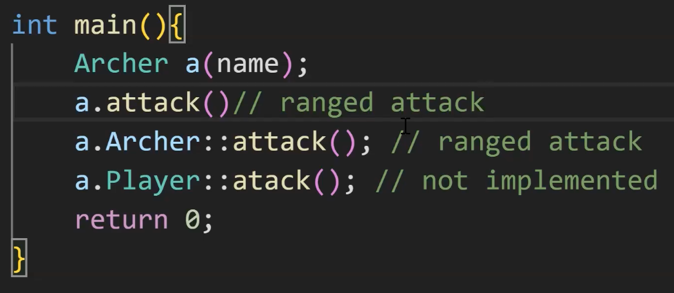 int main(){
Archer a(name);
a.attack()// ranged attack
a.Archer::attack(); // ranged attack
a.Player::atack(); // not implemented
return 0;
}